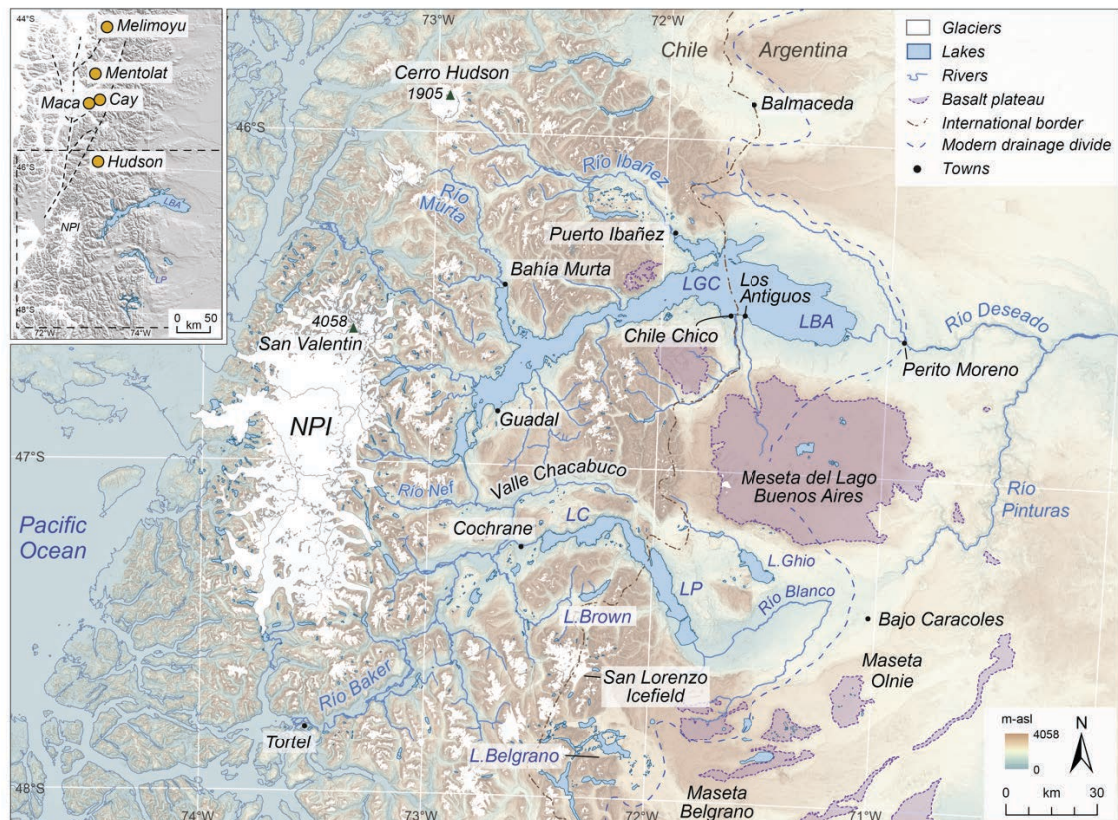 44°S
Melimoyu
Mentolat
Maca
Cay
Hudson
46°S
LBA
NPI
LP
48°S
72°W
74°W
0 50
km
73°W
72°W
Chile
Argentina
Glaciers
Lakes
Rivers
Basalt plateau
International border
Modern drainage divide
Towns
Cerro Hudson
1905
Balmaceda
46°S
Río Ibañez
Río
Murta
Puerto Ibañez
Bahía Murta
LGC
Los
Antiguos
LBA
4058
San Valentin
Chile Chico
Río Deseado
Perito Moreno
Guadal
NPI
47°S
Valle Chacabuco
Meseta del Lago
Buenos Aires
Río Nef
Río
Pinturas
Pacific
Ocean
Cochrane
LC
L.Ghio
LP
Río Blanco
L.Brown
Bajo Caracoles
San Lorenzo
Icefield
Maseta
Olnie
Río Baker
Tortel
L.Belgrano
48°S
Maseta
Belgrano
m-asl
4058
0
N
km
0 30
74°W
73°W
72°W
71°W